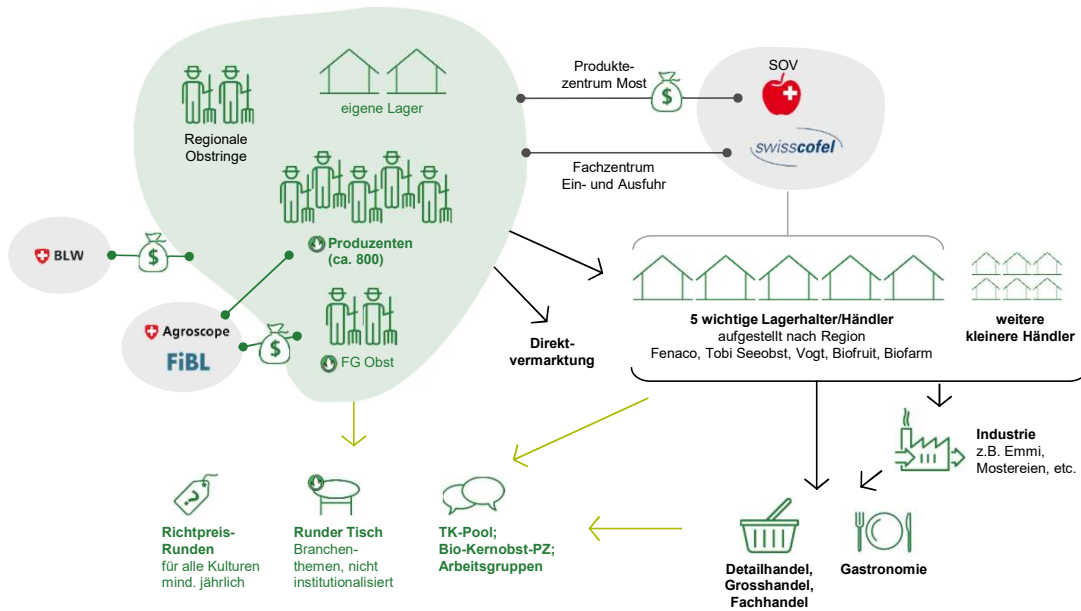 Regionale
Obstringe
eigene Lager
Produkte-
zentrum Most
$
SOV
swisscofel
Fachzentrum
Ein- und Ausfuhr
Produzenten
(ca. 800)
BLW
$
Agroscope
FiBL
$
FG Obst
Direkt-
vermarktung
5 wichtige Lagerhalter/Händler
aufgestellt nach Region
Fenaco, Tobi Seeobst, Vogt, Biofruit, Biofarm
weitere
kleinere Händler
Industrie
z.B. Emmi,
Mostereien, etc.
?
Richtpreis-
Runden
für alle Kulturen
mind. jährlich
Runder Tisch
Branchen-
themen, nicht
institutionalisiert
TK-Pool;
Bio-Kernobst-PZ;
Arbeitsgruppen
Detailhandel,
Grosshandel,
Fachhandel
Gastronomie